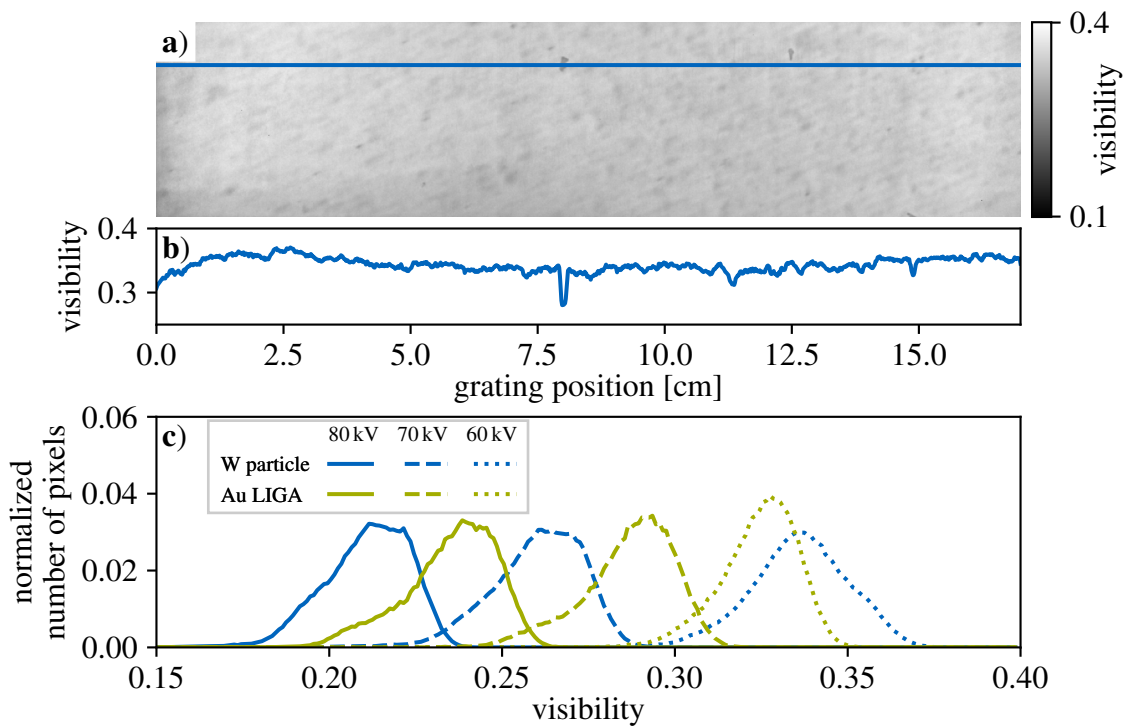 a)
0.4
visibility
0.1
b)
visibility
0.4
0.3
0.0 2.5 5.0 7.5 10.0 12.5 15.0
grating position [cm]
c)
normalized
number of pixels
0.06
0.04
0.02
0.00
80 kV 70 kV 60 kV
W particle
Au LIGA
0.15 0.20 0.25 0.30 0.35 0.40
visibility